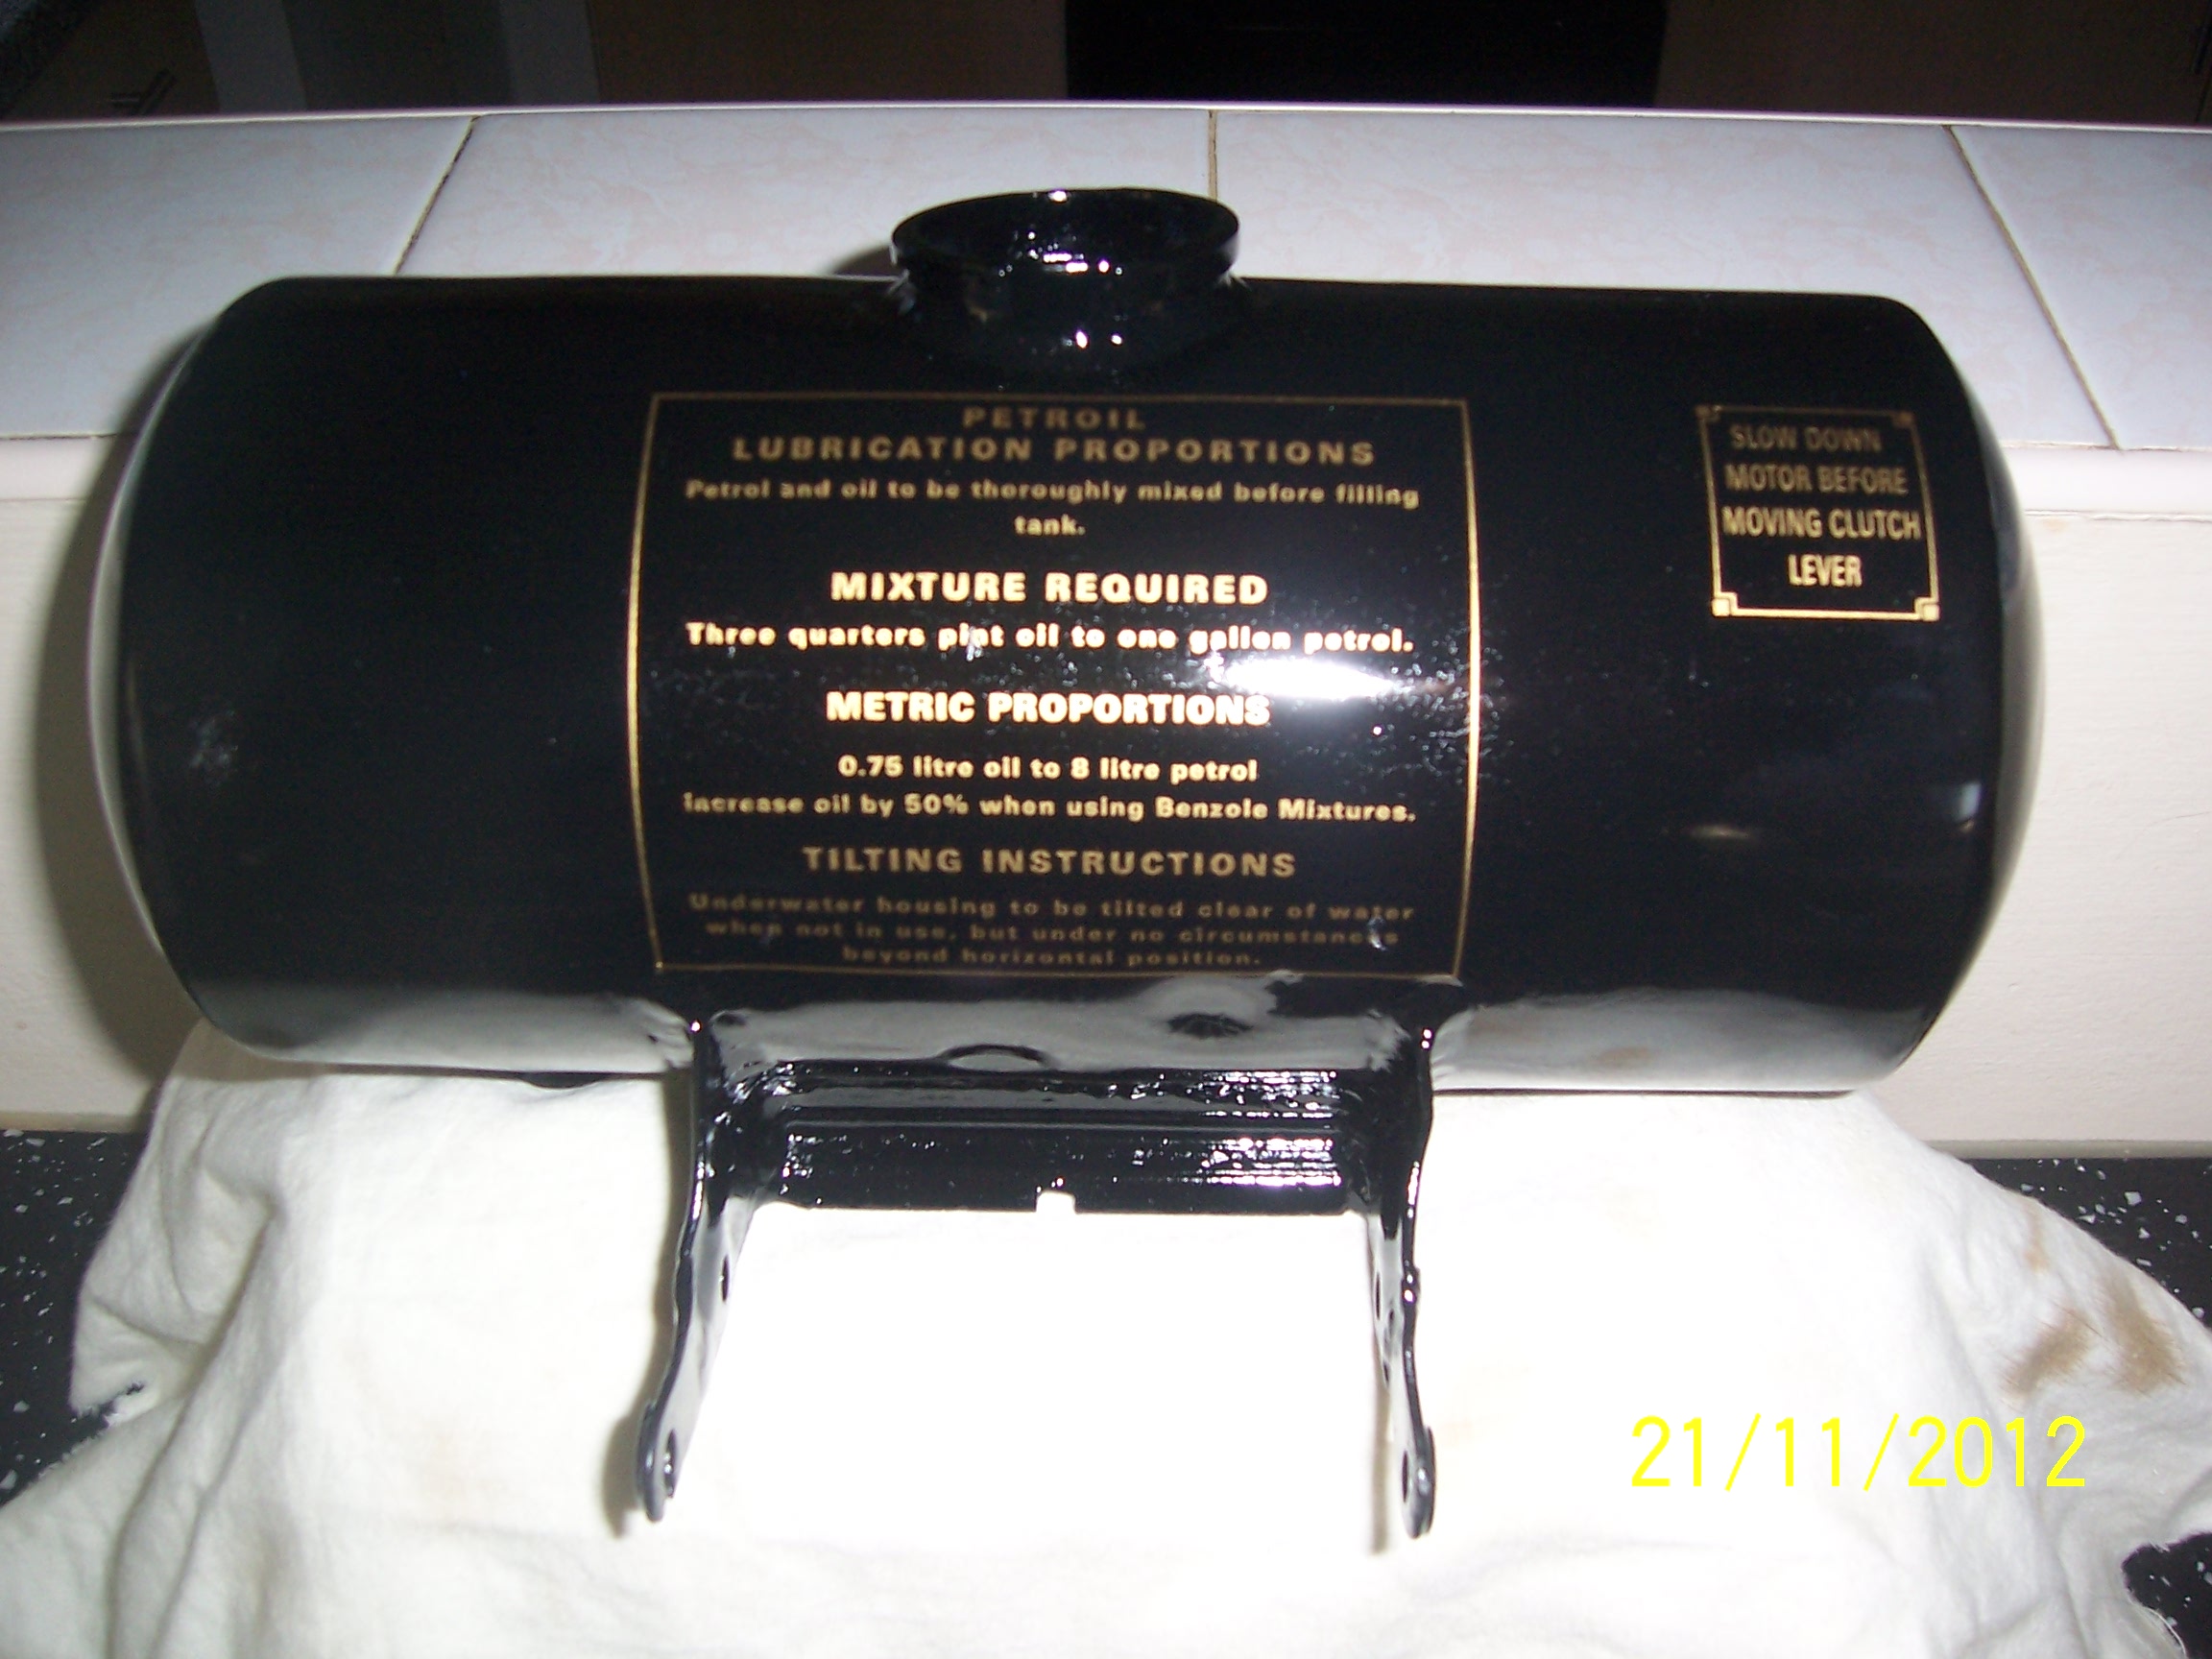 PETROIL
LUBRICATION PROPORTIONS
Petrol and oil to be thoroughly mixed before filling
tank.
MIXTURE REQUIRED
Three quarters pint oil to one gallon petrol.
METRIC PROPORTIONS
0.75 litre oil to 8 litre petrol
Increase oil by 50% when using Benzole Mixtures.
TILTING INSTRUCTIONS
Underwater housing to be tilted clear of water
when not in use, but under no circumstances
beyond horizontal position.
SLOW DOWN
MOTOR BEFORE
MOVING CLUTCH
LEVER
21/11/2012